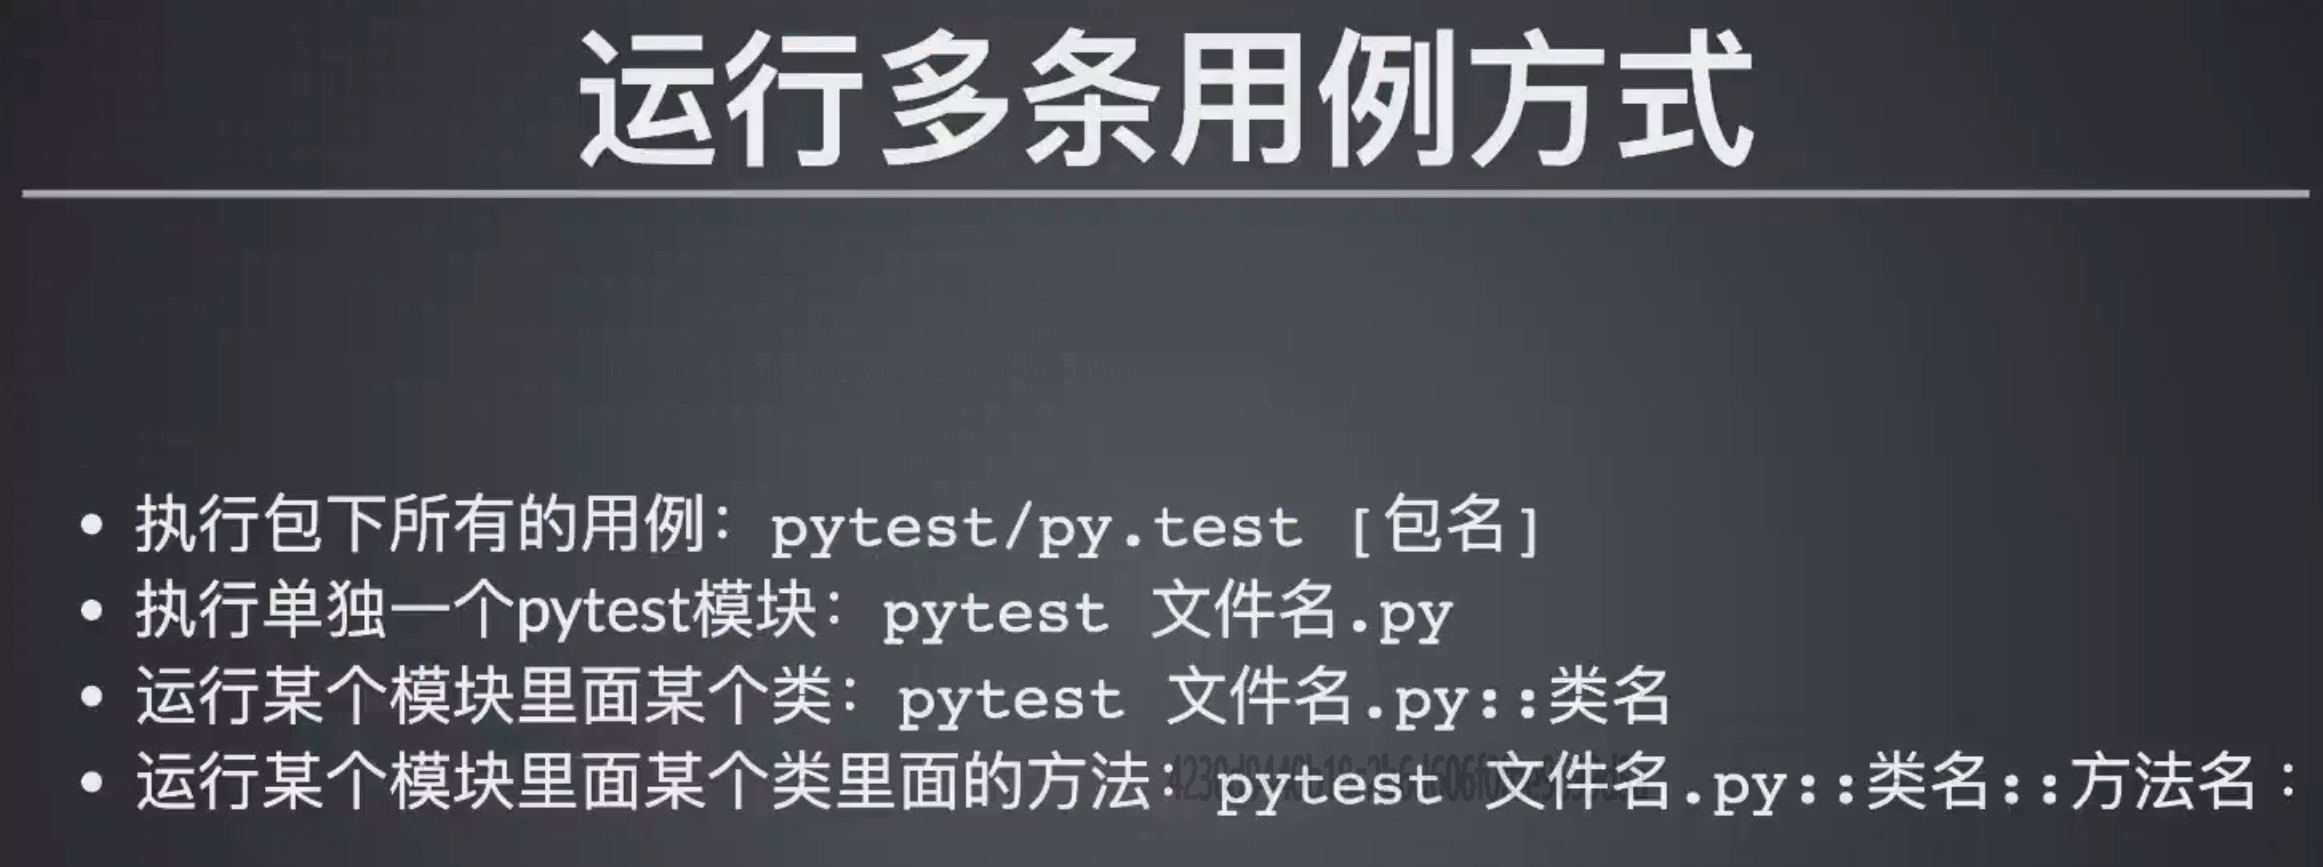 运行多条用例方式
执行包下所有的用例：pytest/py.test [包名]
执行单独一个pytest模块：pytest 文件名.py
运行某个模块里面某个类：pytest 文件名.py::类名
运行某个模块里面某个类里面的方法：pytest 文件名.py::类名::方法名：